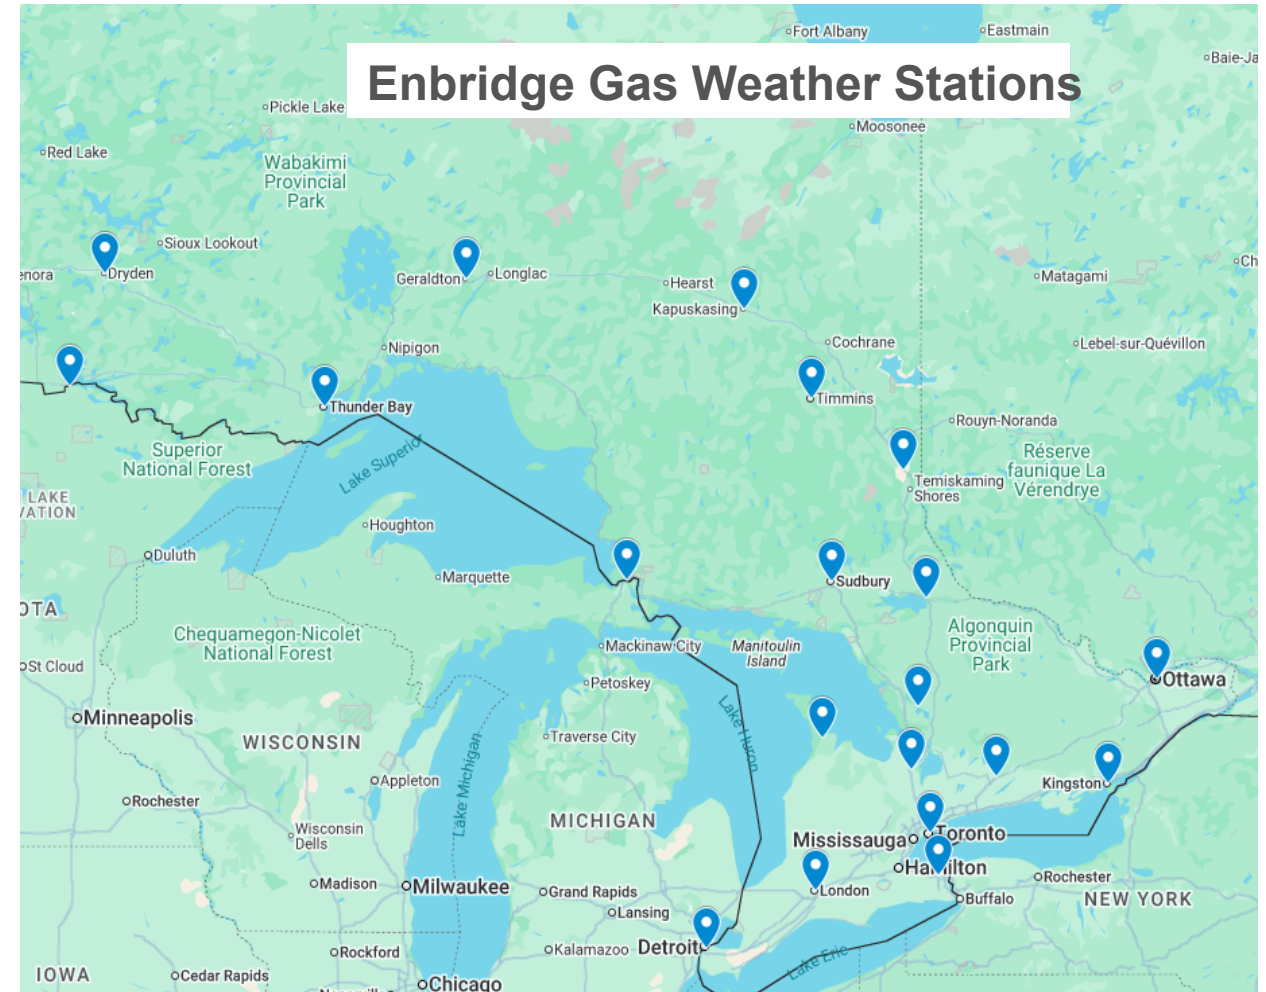 Fort Albany
Eastmain
Baie-Ja
Enbridge Gas Weather Stations
Pickle Lake
Moosonee
Red Lake
Wabakimi
Provincial
Park
Sioux Lookout
enora
Dryden
Geraldton
Longlac
Hearst
Kapuskasing
Matagami
Ch
Nipigon
Cochrane
Lebel-sur-Quévillon
Thunder Bay
Timmins
Rouyn-Noranda
Superior
National Forest
Lake Superior
Réserve
faunique La
Vérendrye
Temiskaming
Shores
LAKE
VATION
Houghton
Duluth
Marquette
Sudbury
OTA
Chequamegon-Nicolet
National Forest
Algonquin
Provincial
Park
Mackinaw City
Manitoulin
Island
St Cloud
Petoskey
Ottawa
Minneapolis
WISCONSIN
Lake Michigan
Traverse City
Lake Huron
Appleton
Kingston
Rochester
Wisconsin
Dells
MICHIGAN
Mississauga
Toronto
Hamilton
Madison
Milwaukee
Grand Rapids
London
Rochester
Buffalo
NEW YORK
Lansing
Rockford
Kalamazoo
Detroit
Lake Erie
IOWA
Cedar Rapids
Chicago